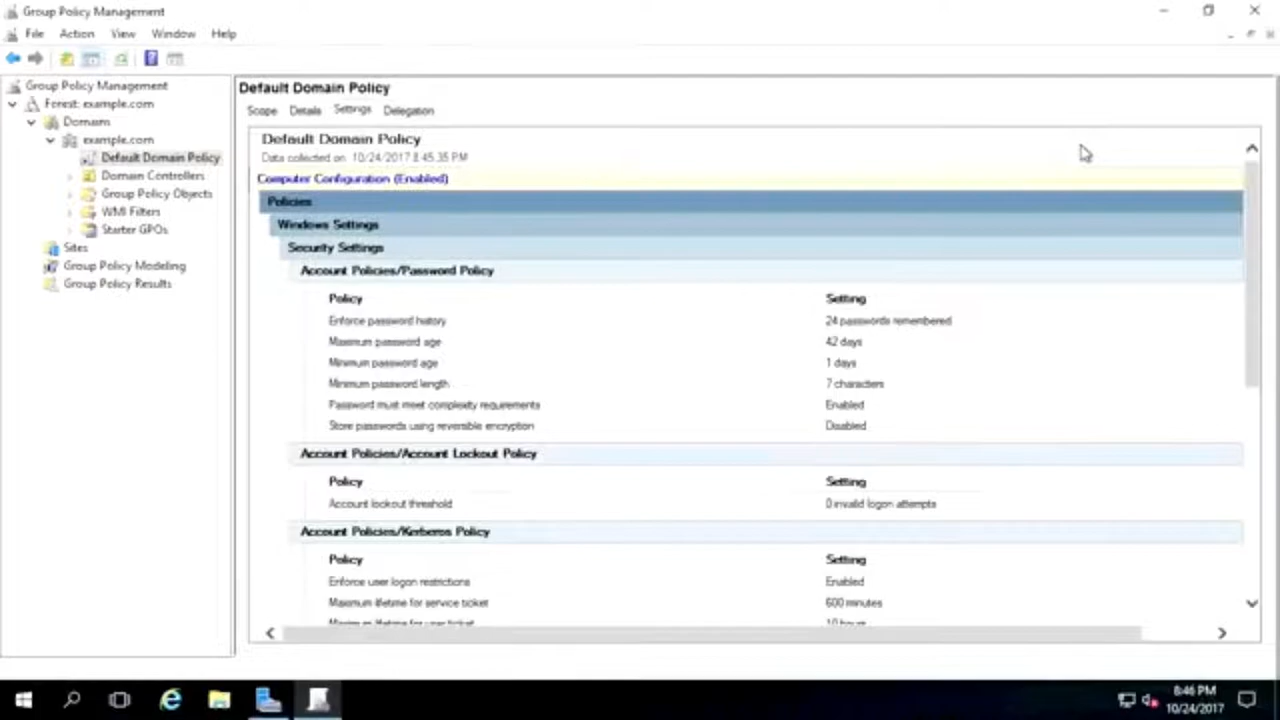 Group Policy Management
File Action View Window Help
Group Policy Management
Forest: example.com
Domains
example.com
Default Domain Policy
Domain Controllers
Group Policy Objects
WMI Filters
Starter GPOs
Sites
Group Policy Modeling
Group Policy Results
Default Domain Policy
Scope Details Settings Delegation
Default Domain Policy
Data collected on: 10/24/2017 8:45:35 PM
Computer Configuration (Enabled)
Policies
Windows Settings
Security Settings
Account Policies/Password Policy
Policy Setting
Enforce password history 24 passwords remembered
Maximum password age 42 days
Minimum password age 1 days
Minimum password length 7 characters
Password must meet complexity requirements Enabled
Store passwords using reversible encryption Disabled
Account Policies/Account Lockout Policy
Policy Setting
Account lockout threshold 0 invalid logon attempts
Account Policies/Kerberos Policy
Policy Setting
Enforce user logon restrictions Enabled
Maximum lifetime for service ticket 600 minutes
Maximum lifetime for user ticket 10 hours
8:46 PM
10/24/2017